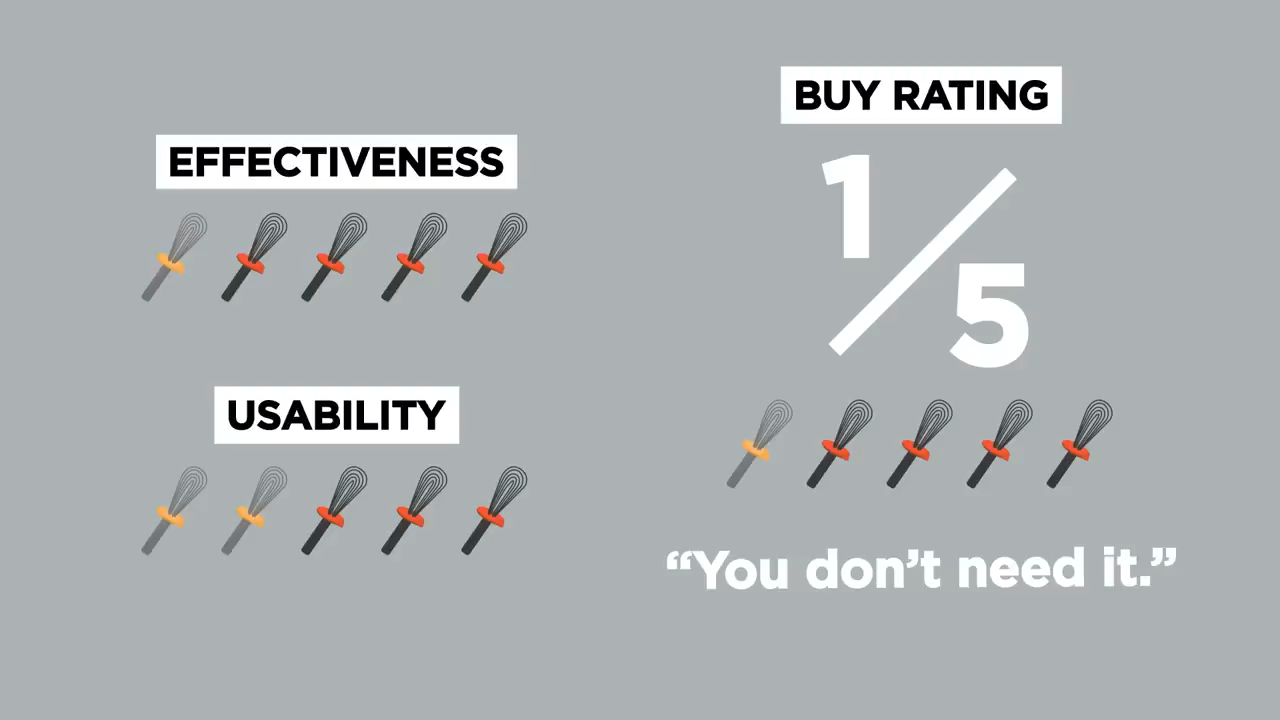 EFFECTIVENESS
USABILITY
BUY RATING
1/5
“You don’t need it.”